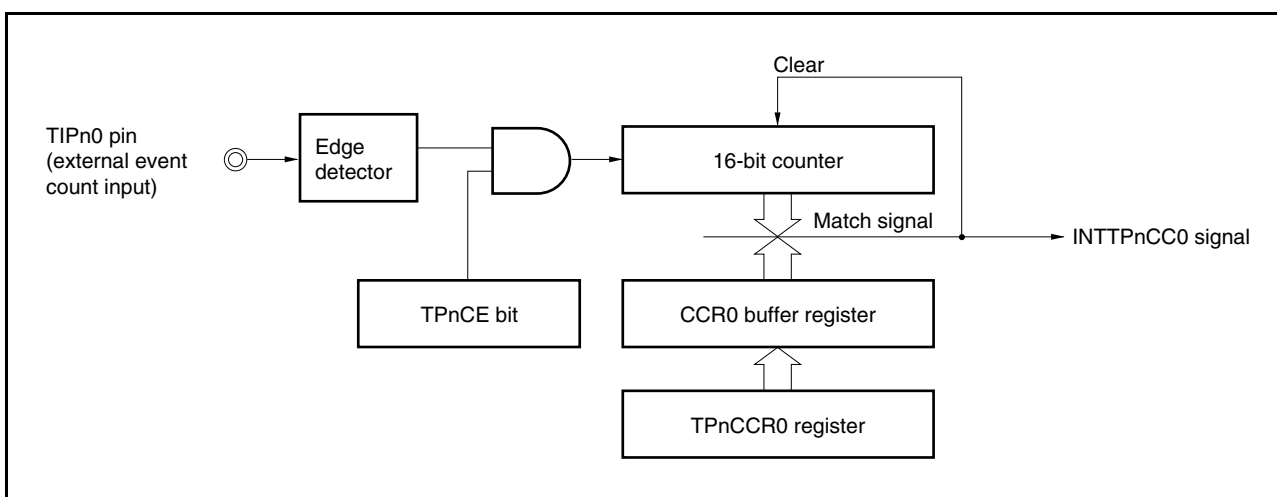 Clear
TIPn0 pin
(external event
count input)
Edge
detector
16-bit counter
Match signal
INTTPnCC0 signal
TPnCE bit
CCR0 buffer register
TPnCCR0 register